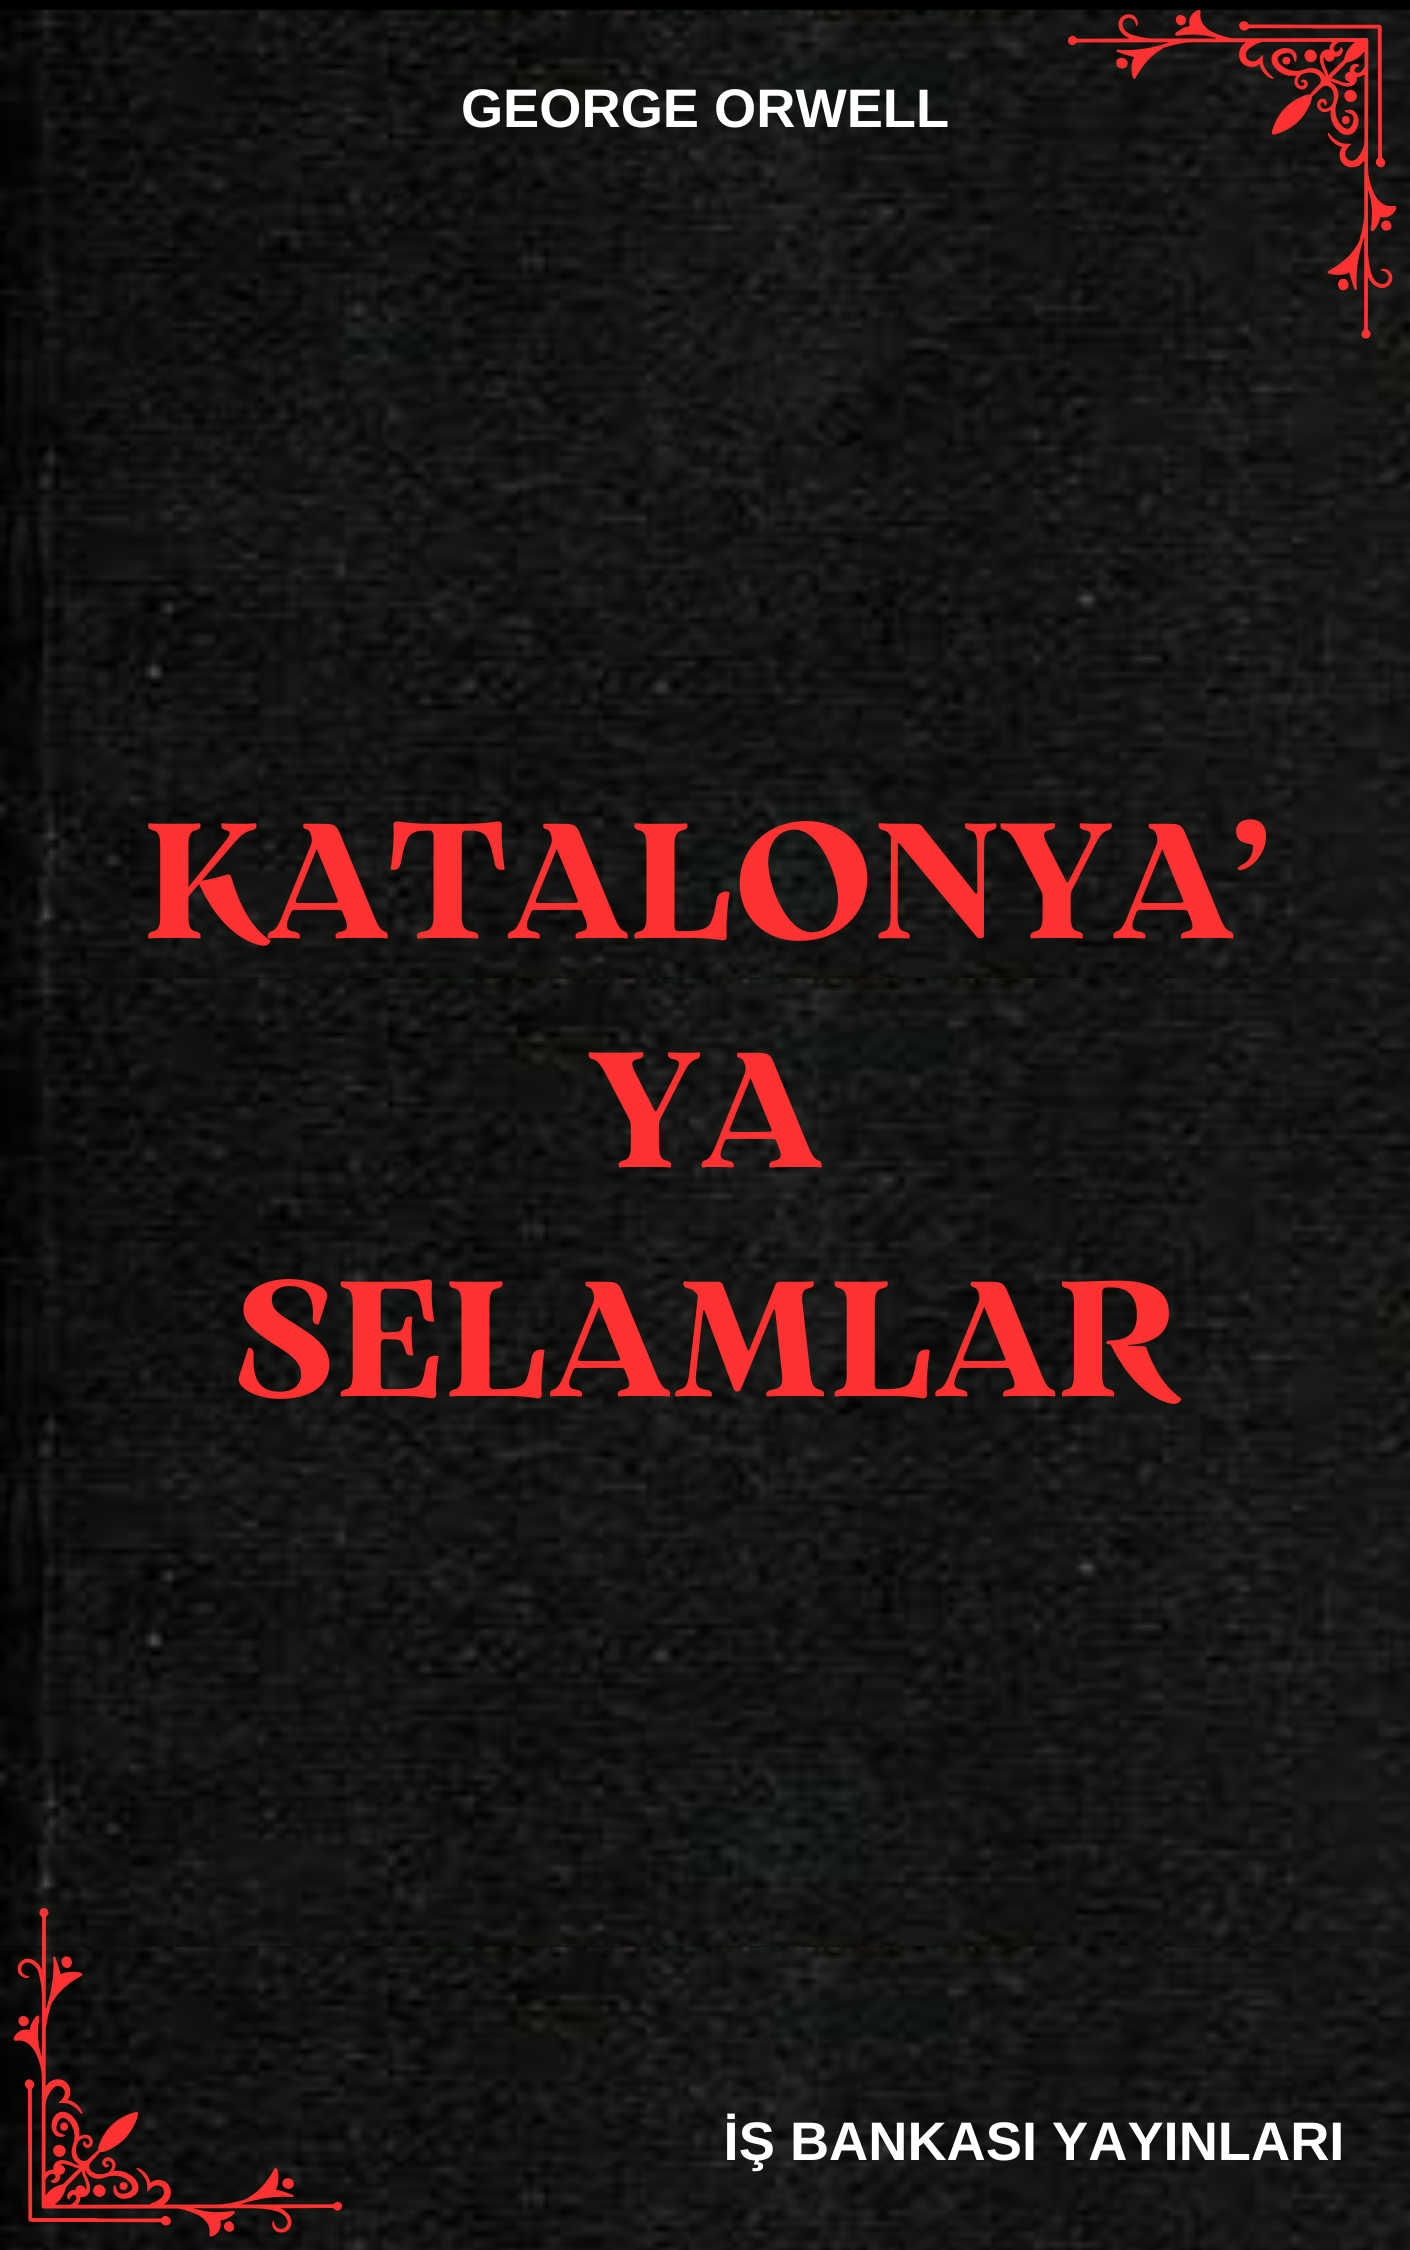 GEORGE ORWELL
KATALONYA’
YA
SELAMLAR
İŞ BANKASI YAYINLARI